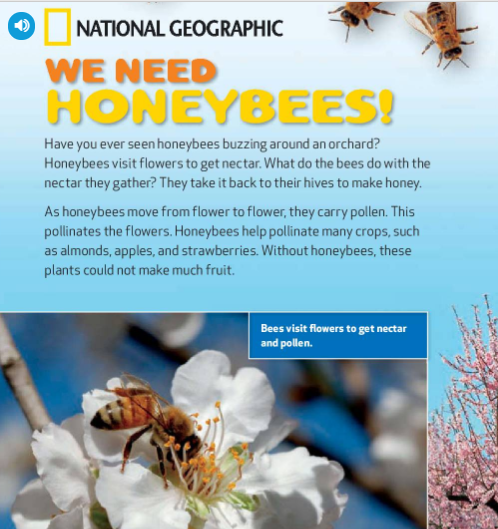 NATIONAL GEOGRAPHIC
WE NEED
HONEYBEES!
Have you ever seen honeybees buzzing around an orchard?
Honeybees visit flowers to get nectar. What do the bees do with the
nectar they gather? They take it back to their hives to make honey.
As honeybees move from flower to flower, they carry pollen. This
pollinates the flowers. Honeybees help pollinate many crops, such
as almonds, apples, and strawberries. Without honeybees, these
plants could not make much fruit.
Bees visit flowers to get nectar
and pollen.